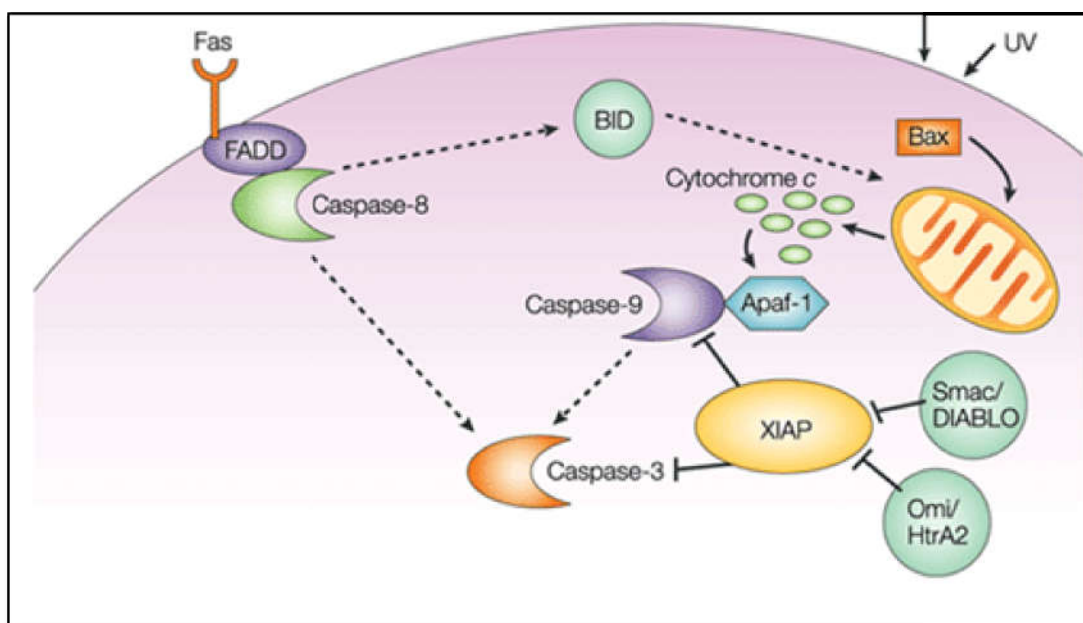 Fas
UV
FADD
BID
Bax
Cytochrome c
Caspase-8
Caspase-9
Apaf-1
Smac/
DIABLO
XIAP
Caspase-3
Omi/
HtrA2